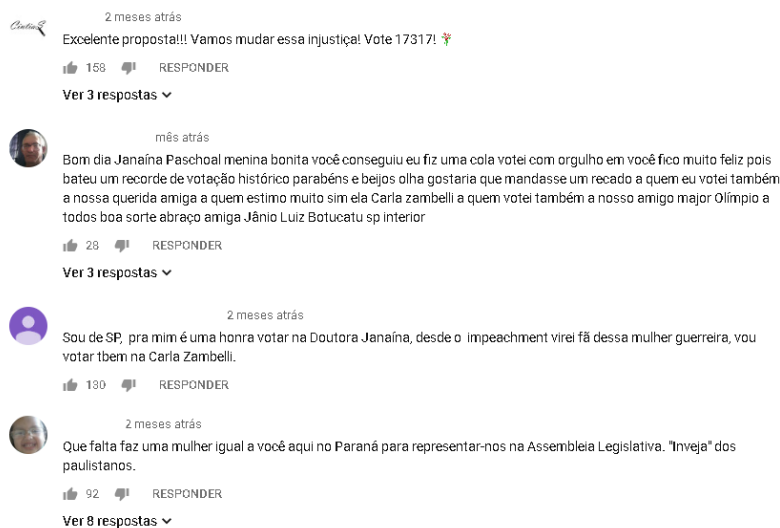 Cintia
2 meses atrás
Excelente proposta!!! Vamos mudar essa injustiça! Vote 17317!
158 RESPONDER
Ver 3 respostas
mês atrás
Bom dia Janaína Paschoal menina bonita você conseguiu eu fiz uma cola votei com orgulho em você fico muito feliz pois
bateu um recorde de votação histórico parabéns e beijos olha gostaria que mandasse um recado a quem eu votei também
a nossa querida amiga a quem estimo muito sim ela Carla zambelli a quem votei também a nosso amigo major Olímpio a
todos boa sorte abraço amiga Jânio Luiz Botucatu sp interior
28 RESPONDER
Ver 3 respostas
2 meses atrás
Sou de SP, pra mim é uma honra votar na Doutora Janaína, desde o impeachment virei fã dessa mulher guerreira, vou
votar tbem na Carla Zambelli.
130 RESPONDER
2 meses atrás
Que falta faz uma mulher igual a você aqui no Paraná para representar-nos na Assembleia Legislativa. "Inveja" dos
paulistanos.
92 RESPONDER
Ver 8 respostas